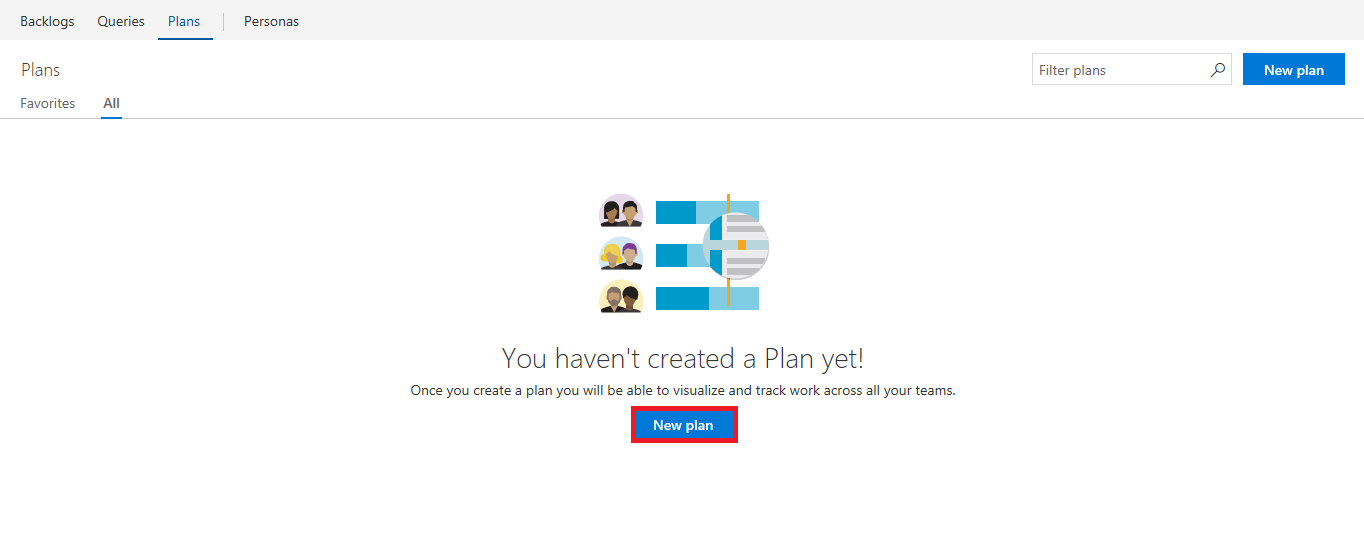 Backlogs Queries Plans Personas
Plans
Filter plans
New plan
Favorites All
You haven't created a Plan yet!
Once you create a plan you will be able to visualize and track work across all your teams.
New plan